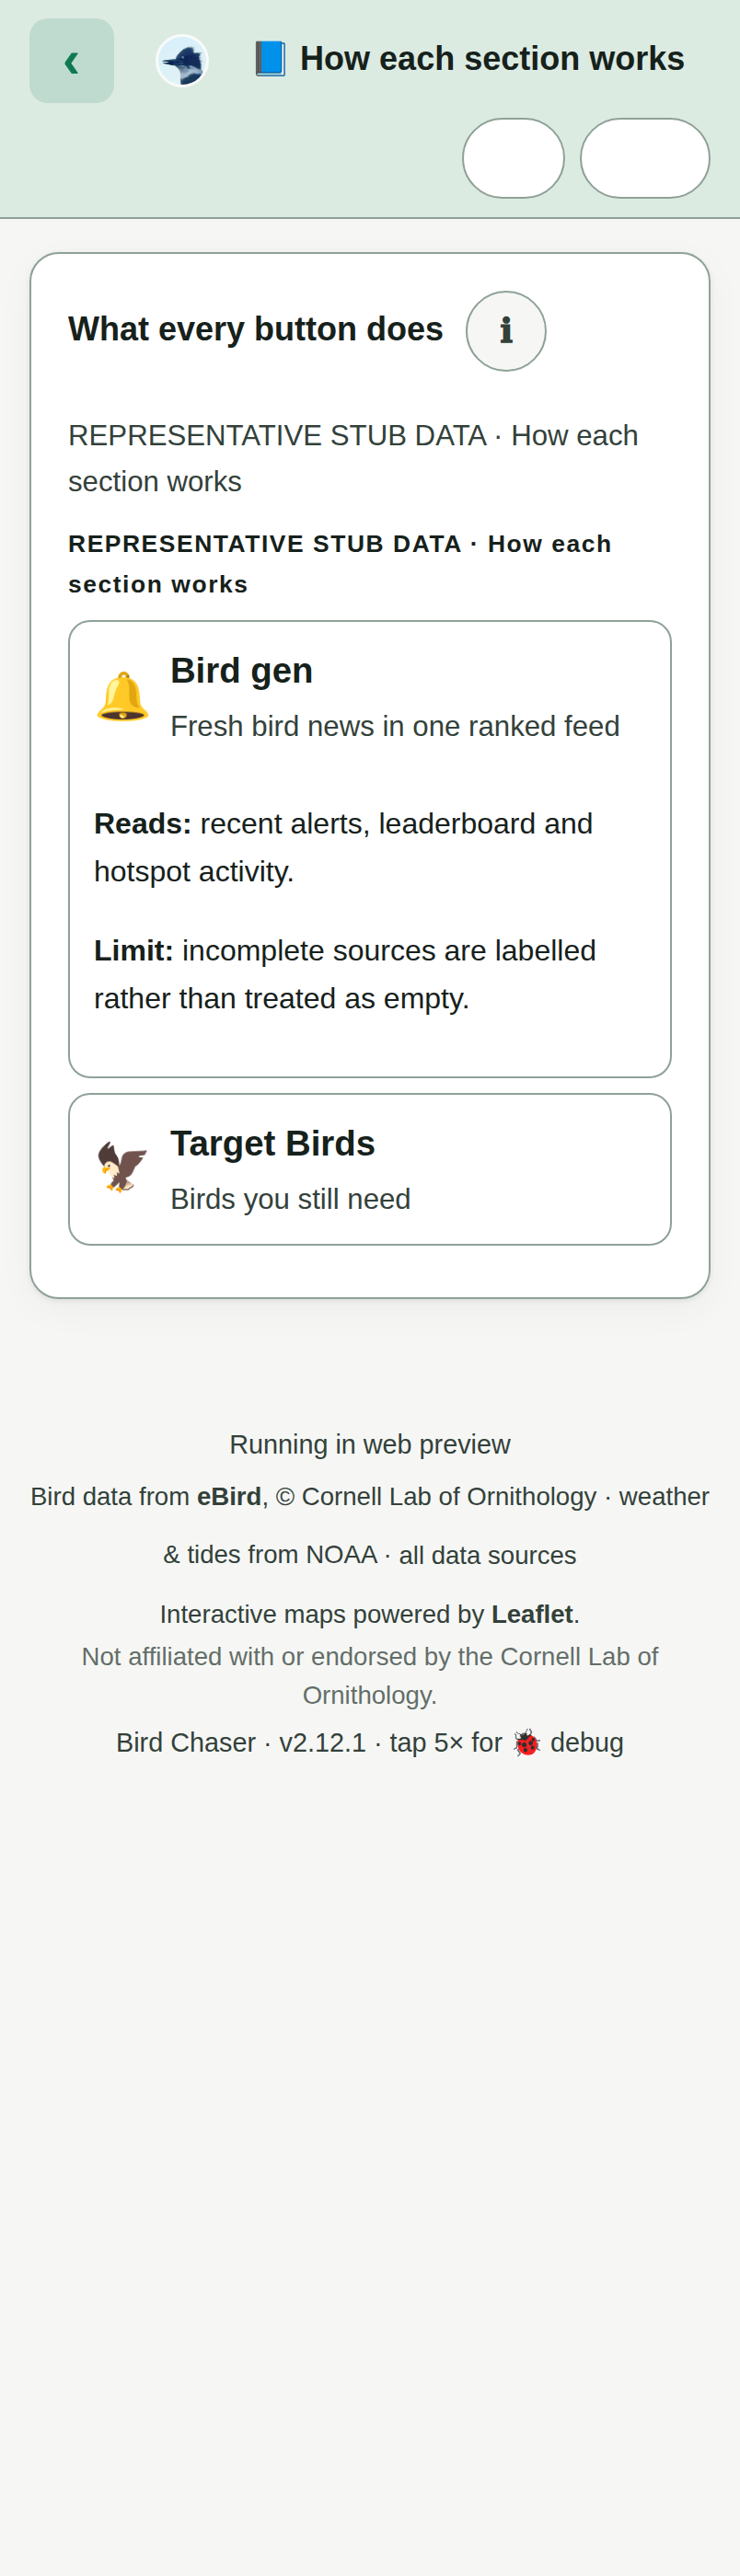 ‹
📘 How each section works
What every button does ℹ
REPRESENTATIVE STUB DATA · How each
section works
REPRESENTATIVE STUB DATA · How each
section works
Bird gen
Fresh bird news in one ranked feed
Reads: recent alerts, leaderboard and
hotspot activity.
Limit: incomplete sources are labelled
rather than treated as empty.
Target Birds
Birds you still need
Running in web preview
Bird data from eBird, © Cornell Lab of Ornithology · weather
& tides from NOAA · all data sources
Interactive maps powered by Leaflet.
Not affiliated with or endorsed by the Cornell Lab of
Ornithology.
Bird Chaser · v2.12.1 · tap 5× for 🐞 debug